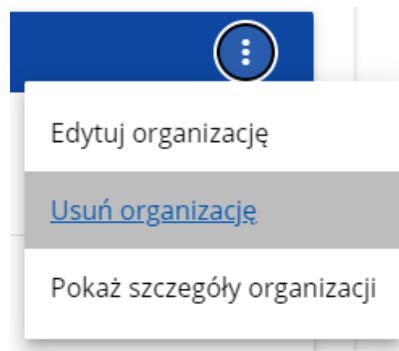 Edytuj organizację
Usuń organizację
Pokaż szczegóły organizacji